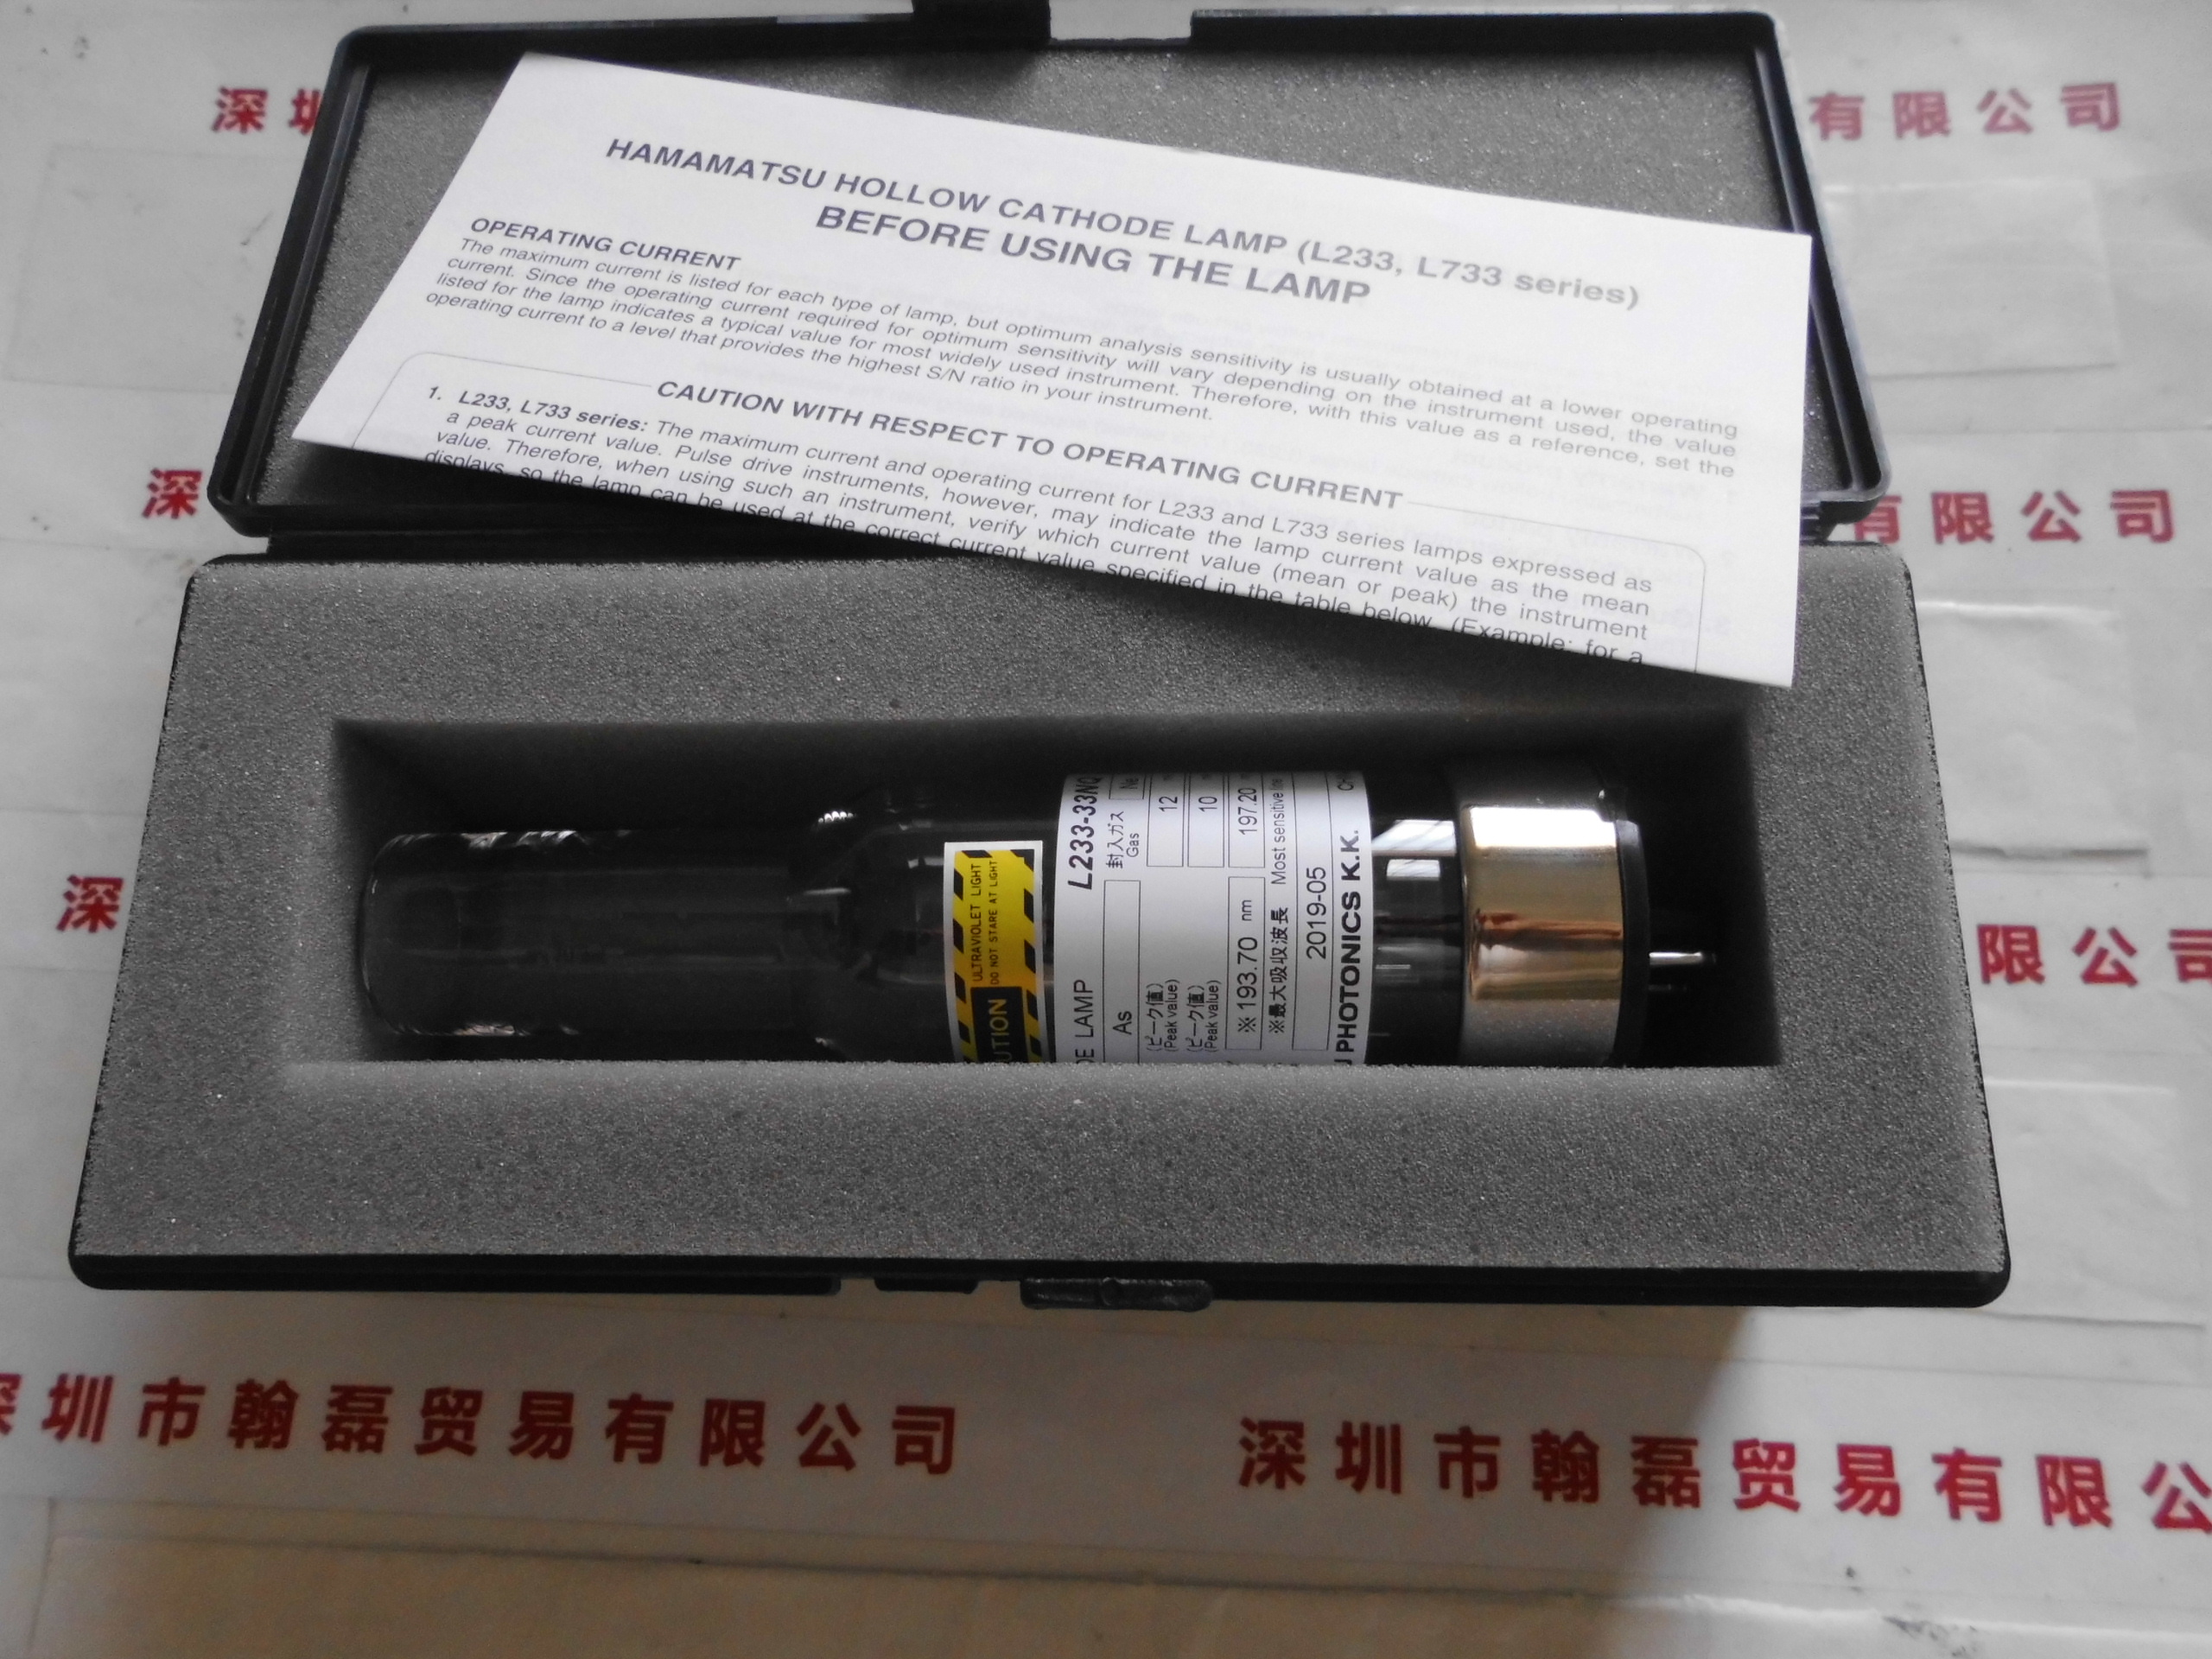 深圳
有限公司
HAMAMATSU HOLLOW CATHODE LAMP (L233, L733 series)
BEFORE USING THE LAMP
OPERATING CURRENT
The maximum current is listed for each type of lamp, but optimum analysis sensitivity is usually obtained at a lower operating
current. Since the operating current required for optimum sensitivity will vary depending on the instrument used, the value
listed for the lamp indicates a typical value for most widely used instrument. Therefore, with this value as a reference, set the
operating current to a level that provides the highest S/N ratio in your instrument.
CAUTION WITH RESPECT TO OPERATING CURRENT
1. L233, L733 series: The maximum current and operating current for L233 and L733 series lamps expressed as
a peak current value. Pulse drive instruments, however, may indicate the lamp current value as the mean
value. Therefore, when using such an instrument, verify which current value (mean or peak) the instrument
displays, so the lamp can be used at the correct current value specified in the table below. (Example: for a
深
有限公司
深
限公司
ULTRAVIOLET LIGHT
DO NOT STARE AT LIGHT
UTION
DE LAMP L233-33NQ
As 封入ガス Gas Ne
(ピーク値) (Peak value) 12
(ピーク値) (Peak value) 10
※193.70 nm 197.20
※最大吸収波長 Most sensitive line
2019-05
U PHOTONICS K.K.
深圳市翰磊贸易有限公司
深圳市翰磊贸易有限公